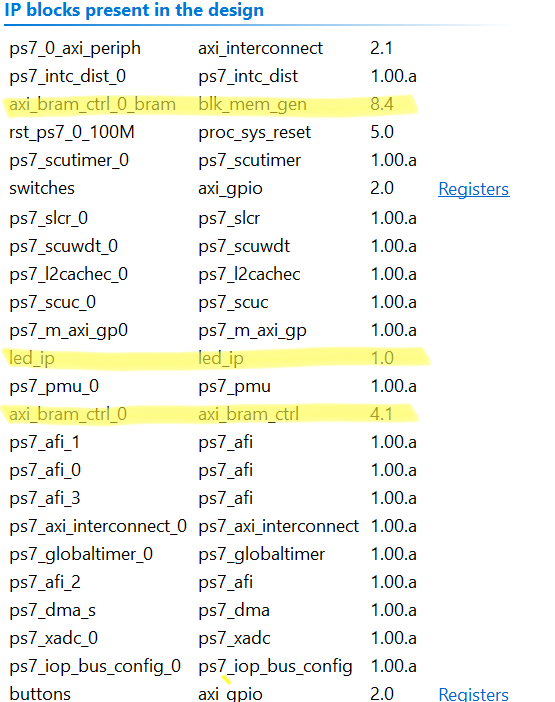 IP blocks present in the design
ps7_0_axi_periph axi_interconnect 2.1
ps7_intc_dist_0 ps7_intc_dist 1.00.a
axi_bram_ctrl_0_bram blk_mem_gen 8.4
rst_ps7_0_100M proc_sys_reset 5.0
ps7_scutimer_0 ps7_scutimer 1.00.a
switches axi_gpio 2.0 Registers
ps7_slcr_0 ps7_slcr 1.00.a
ps7_scuwdt_0 ps7_scuwdt 1.00.a
ps7_l2cachec_0 ps7_l2cachec 1.00.a
ps7_scuc_0 ps7_scuc 1.00.a
ps7_m_axi_gp0 ps7_m_axi_gp 1.00.a
led_ip led_ip 1.0
ps7_pmu_0 ps7_pmu 1.00.a
axi_bram_ctrl_0 axi_bram_ctrl 4.1
ps7_afi_1 ps7_afi 1.00.a
ps7_afi_0 ps7_afi 1.00.a
ps7_afi_3 ps7_afi 1.00.a
ps7_axi_interconnect_0 ps7_axi_interconnect 1.00.a
ps7_globaltimer_0 ps7_globaltimer 1.00.a
ps7_afi_2 ps7_afi 1.00.a
ps7_dma_s ps7_dma 1.00.a
ps7_xadc_0 ps7_xadc 1.00.a
ps7_iop_bus_config_0 ps7_iop_bus_config 1.00.a
buttons axi_gpio 2.0 Registers